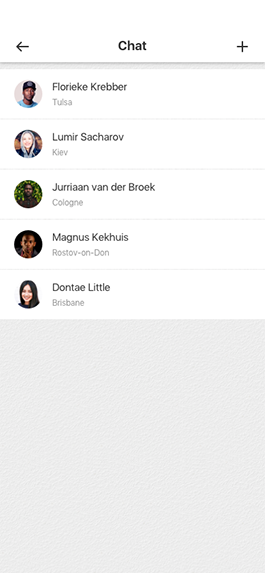 Chat
Florieke Krebber
Tulsa
Lumir Sacharov
Kiev
Jurriaan van der Broek
Cologne
Magnus Kekhuis
Rostov-on-Don
Dontae Little
Brisbane